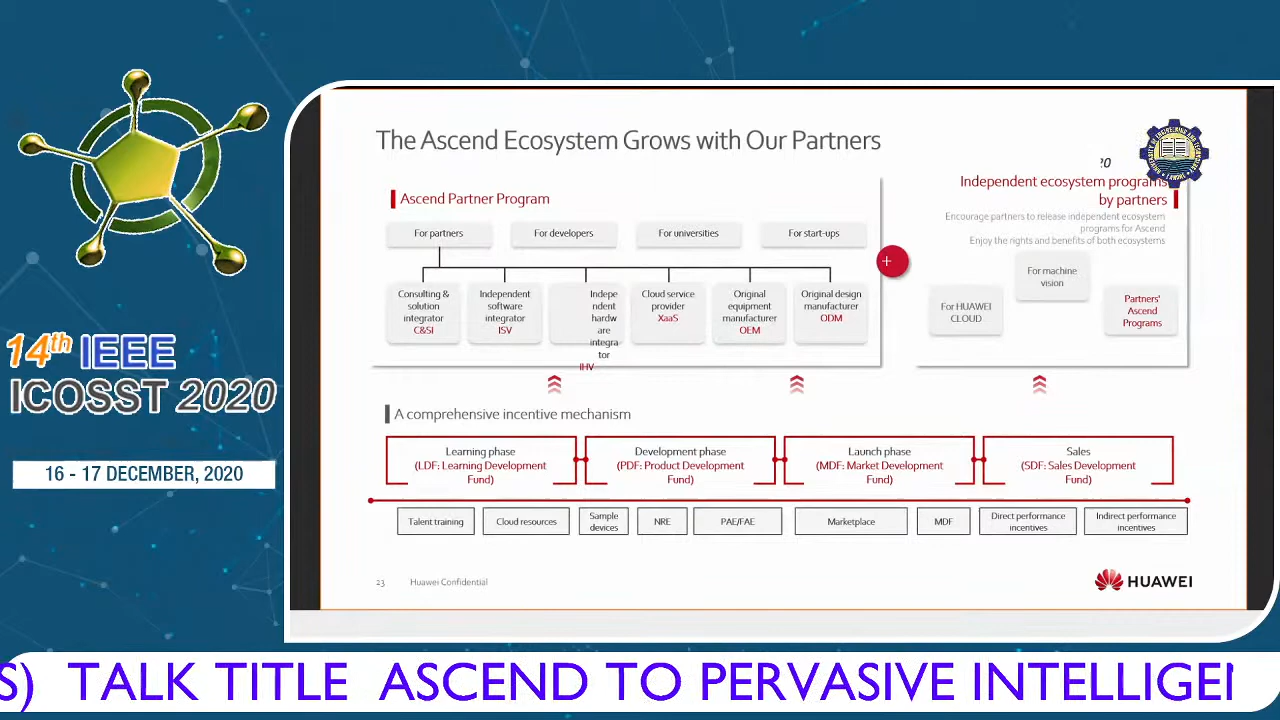 The Ascend Ecosystem Grows with Our Partners
Ascend Partner Program
For partners
For developers
For universities
For start-ups
Consulting &
solution
integrator
C&SI
Independent
software
integrator
ISV
Indepe
ndent
hardw
are
integra
tor
IHV
Cloud service
provider
XaaS
Original
equipment
manufacturer
OEM
Original design
manufacturer
ODM
+
Independent ecosystem programs
by partners
Encourage partners to release independent ecosystem
programs for Ascend
Enjoy the rights and benefits of both ecosystems
For HUAWEI
CLOUD
For machine
vision
Partners'
Ascend
Programs
A comprehensive incentive mechanism
Learning phase
(LDF: Learning Development
Fund)
Development phase
(PDF: Product Development
Fund)
Launch phase
(MDF: Market Development
Fund)
Sales
(SDF: Sales Development
Fund)
Talent training
Cloud resources
Sample
devices
NRE
PAE/FAE
Marketplace
MDF
Direct performance
incentives
Indirect performance
incentives
23 Huawei Confidential
HUAWEI
14th IEEE
ICOSST 2020
16 - 17 DECEMBER, 2020
S) TALK TITLE ASCEND TO PERVASIVE